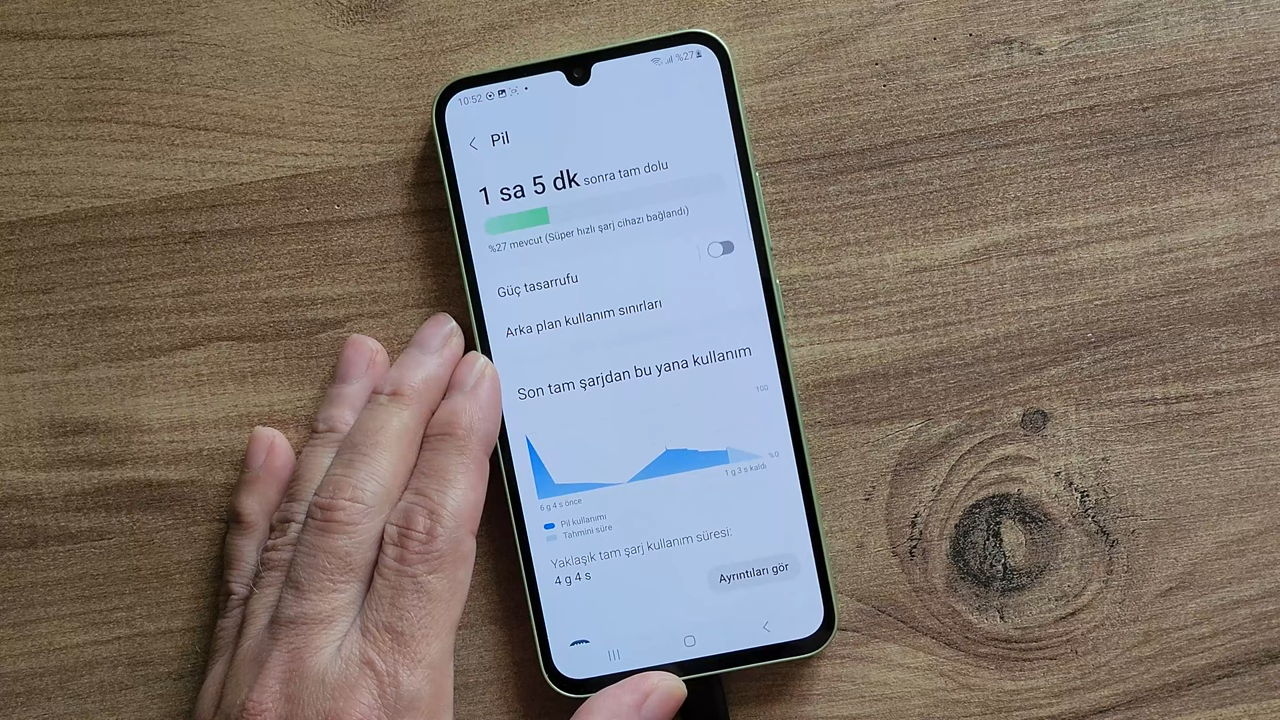 10:52
%27
Pil
1 sa 5 dk sonra tam dolu
%27 mevcut (Süper hızlı şarj cihazı bağlandı)
Güç tasarrufu
Arka plan kullanım sınırları
Son tam şarjdan bu yana kullanım
100
%0
6 g 4 s önce
1 g 3 s kaldı
Pil kullanımı
Tahmini süre
Yaklaşık tam şarj kullanım süresi:
4 g 4 s
Ayrıntıları gör